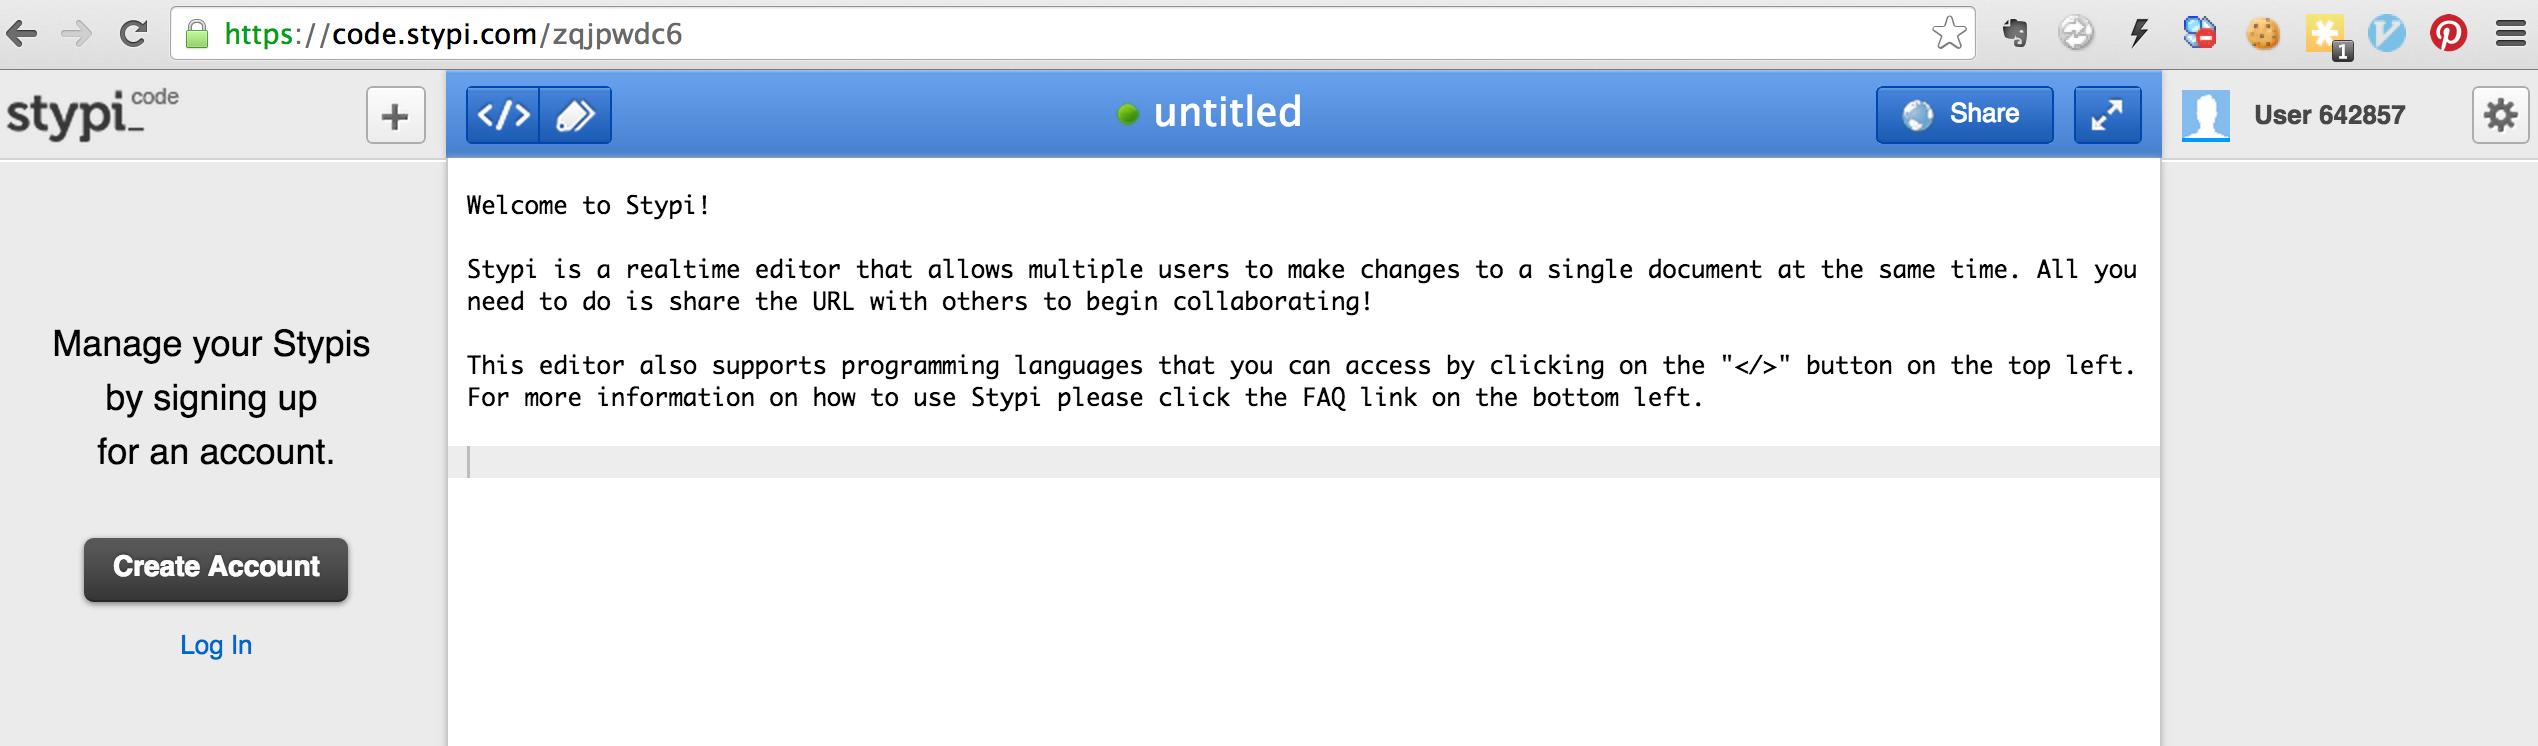 https://code.stypi.com/zqjpwdc6
1
stypi_code
+
</>
untitled
Share
User 642857
Welcome to Stypi!
Stypi is a realtime editor that allows multiple users to make changes to a single document at the same time. All you
need to do is share the URL with others to begin collaborating!
This editor also supports programming languages that you can access by clicking on the "</>" button on the top left.
For more information on how to use Stypi please click the FAQ link on the bottom left.
Manage your Stypis
by signing up
for an account.
Create Account
Log In